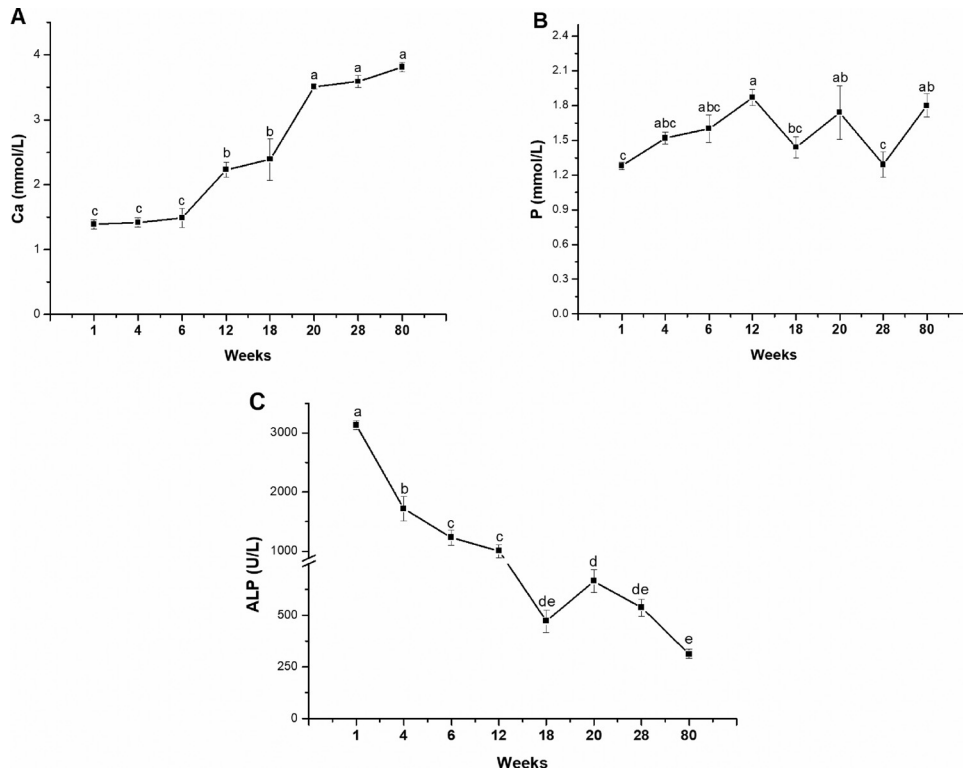 A
Ca (mmol/L)
4
3
2
1
0
c
c
c
b
b
a
a
a
1 4 6 12 18 20 28 80
Weeks
B
P (mmol/L)
2.4
2.1
1.8
1.5
1.2
0.9
0.6
0.3
0.0
c
abc
abc
a
bc
ab
c
ab
1 4 6 12 18 20 28 80
Weeks
C
ALP (U/L)
3000
2000
1000
500
250
0
a
b
c
c
de
d
de
e
1 4 6 12 18 20 28 80
Weeks